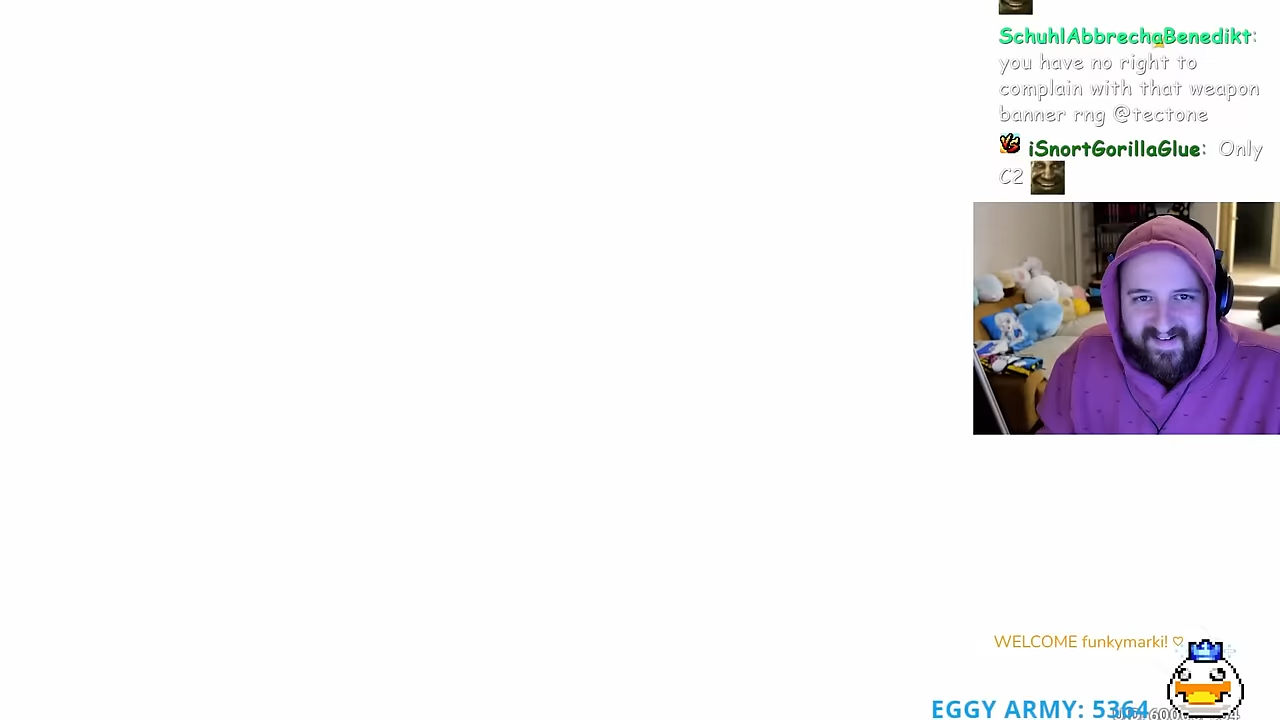 SchuhlAbbrechaBenedikt:
you have no right to
complain with that weapon
banner rng @tectone
iSnortGorillaGlue: Only
C2
WELCOME funkymarki! ♡
EGGY ARMY: 5364